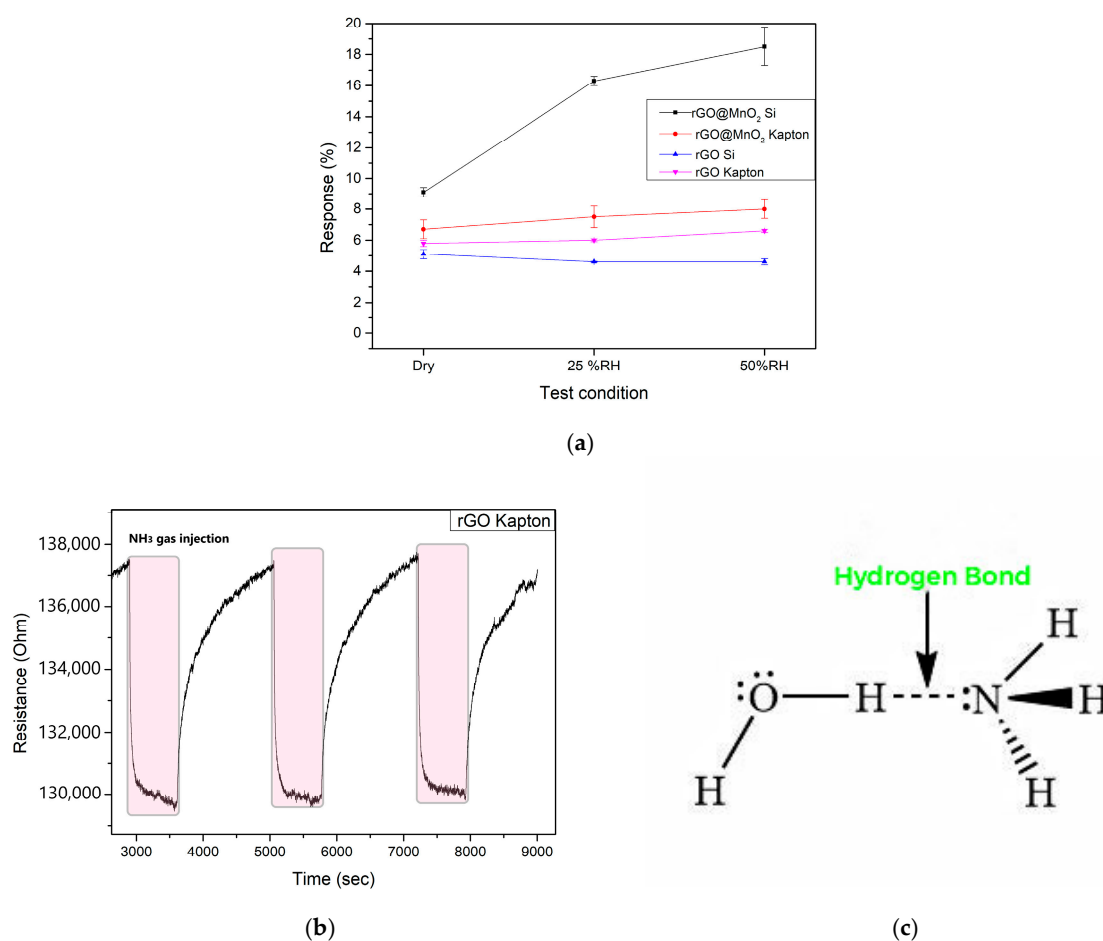 20
18
16
14
12
10
8
6
4
2
0
Response (%)
rGO@MnO₂ Si
rGO@MnO₂ Kapton
rGO Si
rGO Kapton
Dry
25 %RH
50%RH
Test condition
(a)
rGO Kapton
NH₃ gas injection
138,000
136,000
134,000
132,000
130,000
Resistance (Ohm)
3000
4000
5000
6000
7000
8000
9000
Time (sec)
(b)
Hydrogen Bond
H
:Ö—H---:N
H
H
H
(c)